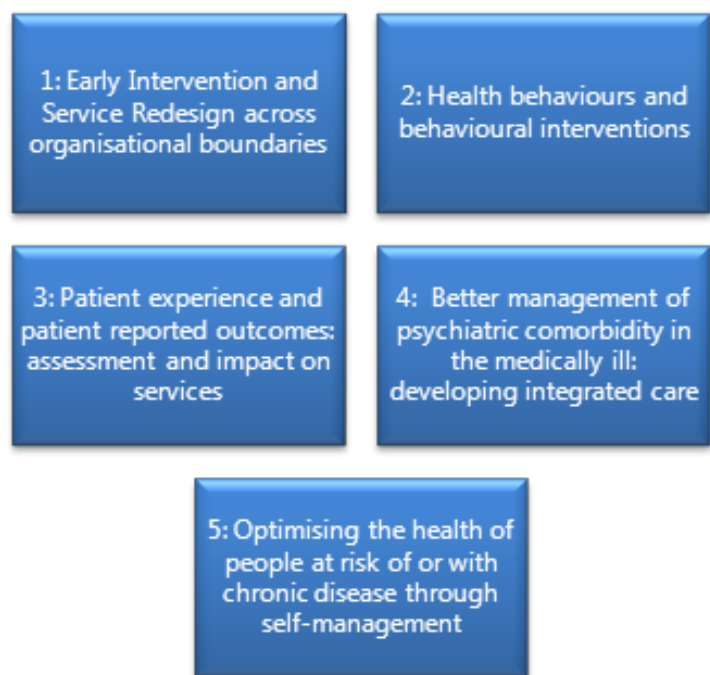 1: Early Intervention and
Service Redesign across
organisational boundaries
2: Health behaviours and
behavioural interventions
3: Patient experience and
patient reported outcomes:
assessment and impact on
services
4: Better management of
psychiatric comorbidity in
the medically ill:
developing integrated care
5: Optimising the health of
people at risk of or with
chronic disease through
self-management